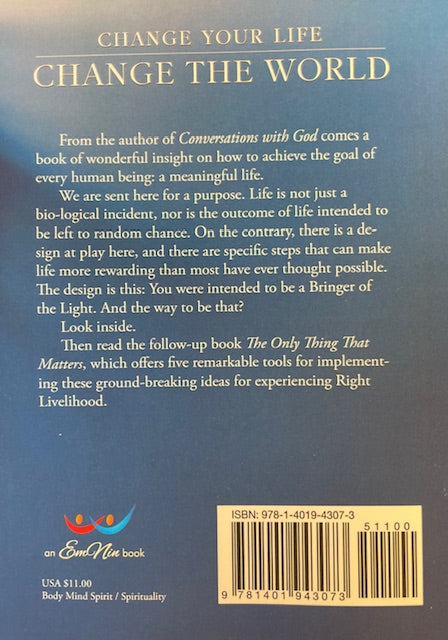 CHANGE YOUR LIFE
CHANGE THE WORLD
From the author of Conversations with God comes a
book of wonderful insight on how to achieve the goal of
every human being: a meaningful life.
We are sent here for a purpose. Life is not just a
bio-logical incident, nor is the outcome of life intended to
be left to random chance. On the contrary, there is a de-
sign at play here, and there are specific steps that can make
life more rewarding than most have ever thought possible.
The design is this: You were intended to be a Bringer of
the Light. And the way to be that?
Look inside.
Then read the follow-up book The Only Thing That
Matters, which offers five remarkable tools for implement-
ing these ground-breaking ideas for experiencing Right
Livelihood.
an EmNin book
USA $11.00
Body Mind Spirit / Spirituality
ISBN: 978-1-4019-4307-3
51100
9 781401 943073